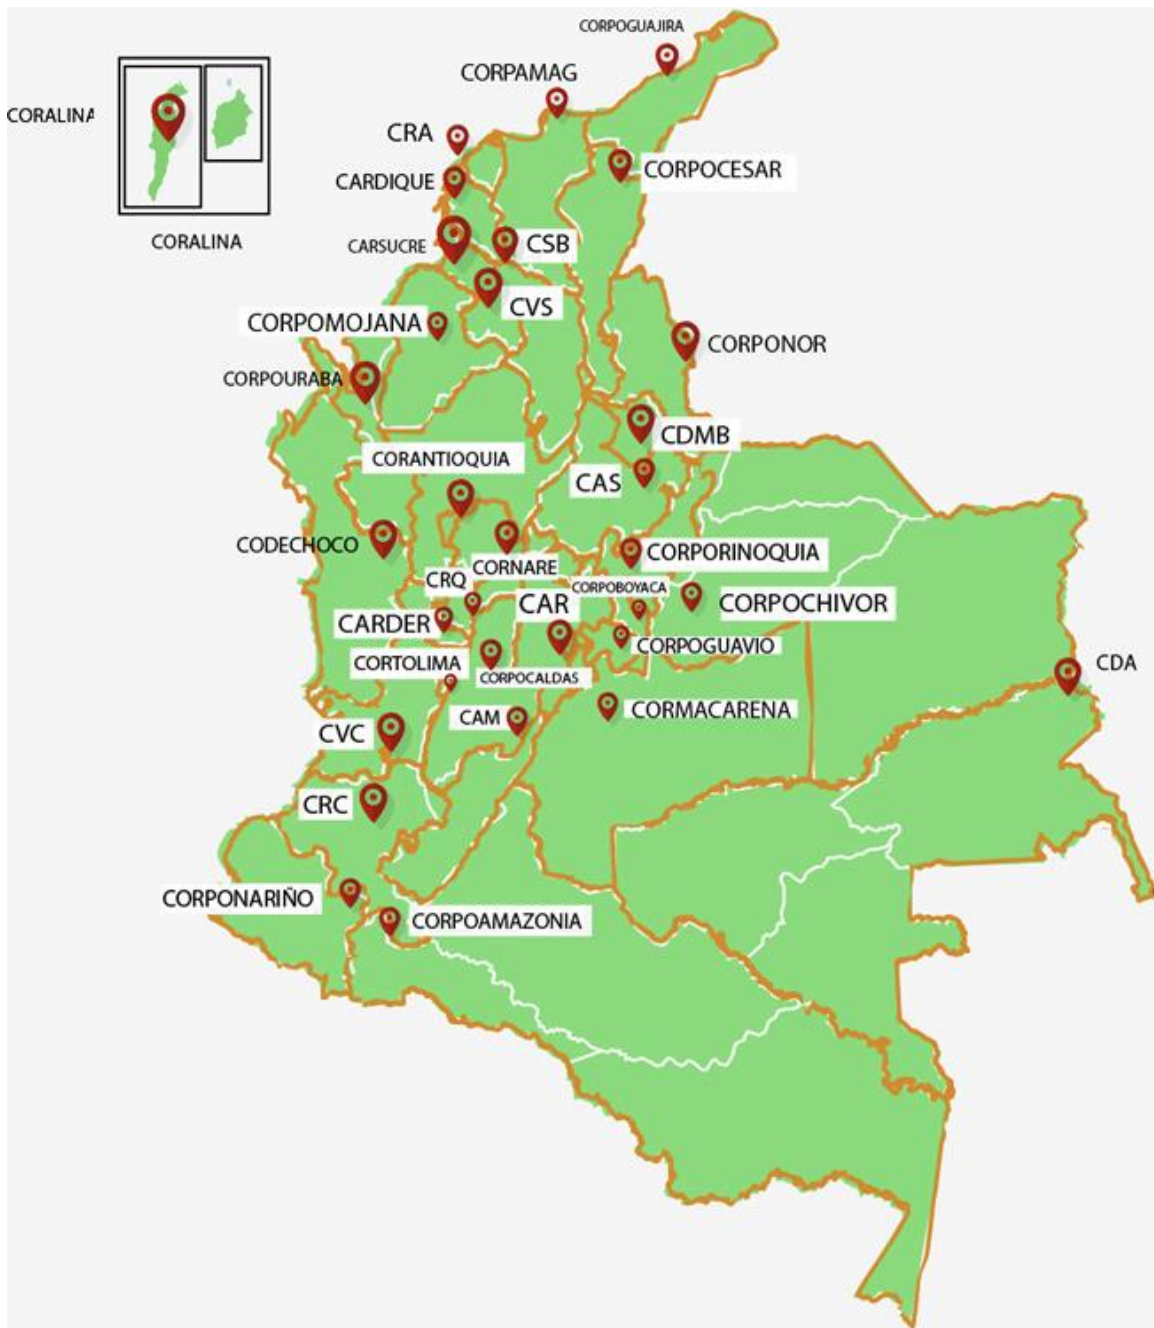 CORPOGUAJIRA
CORPAMAG
CORALINA
CRA
CORPOCESAR
CARDIQUE
CORALINA
CARSUCRE
CSB
CVS
CORPOMOJANA
CORPONOR
CORPOURABA
CDMB
CORANTIOQUIA
CAS
CODECHOCO
CORPORINOQUIA
CORNARE
CRQ
CORPOBOYACA
CAR
CORPOCHIVOR
CARDER
CORPOGUAVIO
CORTOLIMA
CDA
CORPOCALDAS
CORMACARENA
CAM
CVC
CRC
CORPONARIÑO
CORPOAMAZONIA